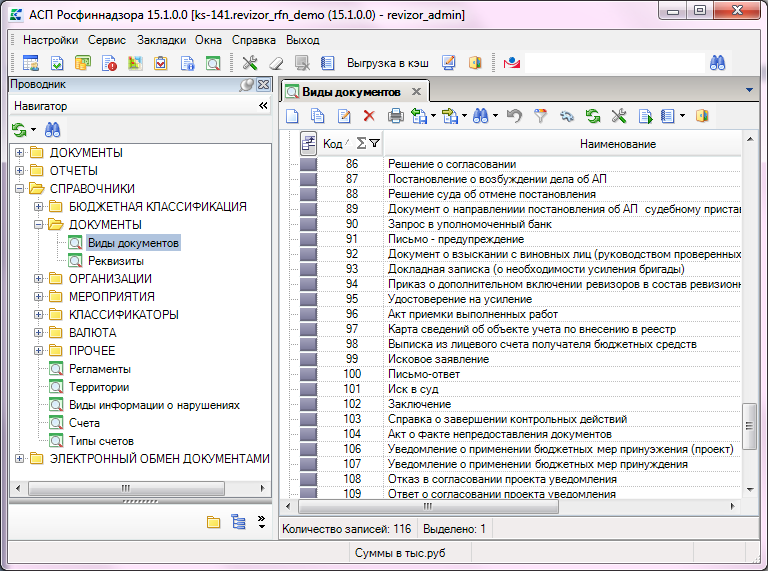 АСП Росфиннадзора 15.1.0.0 [ks-141.revizor_rfn_demo (15.1.0.0) - revizor_admin]
Настройки Сервис Закладки Окна Справка Выход
Выгрузка в кэш
Проводник
Навигатор
ДОКУМЕНТЫ
ОТЧЕТЫ
СПРАВОЧНИКИ
БЮДЖЕТНАЯ КЛАССИФИКАЦИЯ
ДОКУМЕНТЫ
Виды документов
Реквизиты
ОРГАНИЗАЦИИ
МЕРОПРИЯТИЯ
КЛАССИФИКАТОРЫ
ВАЛЮТА
ПРОЧЕЕ
Регламенты
Территории
Виды информации о нарушениях
Счета
Типы счетов
ЭЛЕКТРОННЫЙ ОБМЕН ДОКУМЕНТАМИ
Виды документов
Код Наименование
86 Решение о согласовании
87 Постановление о возбуждении дела об АП
88 Решение суда об отмене постановления
89 Документ о направлениии постановления об АП судебному приста
90 Запрос в уполномоченный банк
91 Письмо - предупреждение
92 Документ о взыскании с виновных лиц (руководством проверенных
93 Докладная записка (о необходимости усиления бригады)
94 Приказ о дополнительном включении ревизоров в состав ревизионн
95 Удостоверение на усиление
96 Акт приемки выполненных работ
97 Карта сведений об объекте учета по внесению в реестр
98 Выписка из лицевого счета получателя бюджетных средств
99 Исковое заявление
100 Письмо-ответ
101 Иск в суд
102 Заключение
103 Справка о завершении контрольных действий
104 Акт о факте непредоставления документов
106 Уведомление о применении бюджетных мер принуэжения (проект)
107 Уведомление о применении бюджетных мер принуждения
108 Отказ в согласовании проекта уведомления
109 Ответ о согласовании проекта уведомления
Количество записей: 116 Выделено: 1
Суммы в тыс.руб